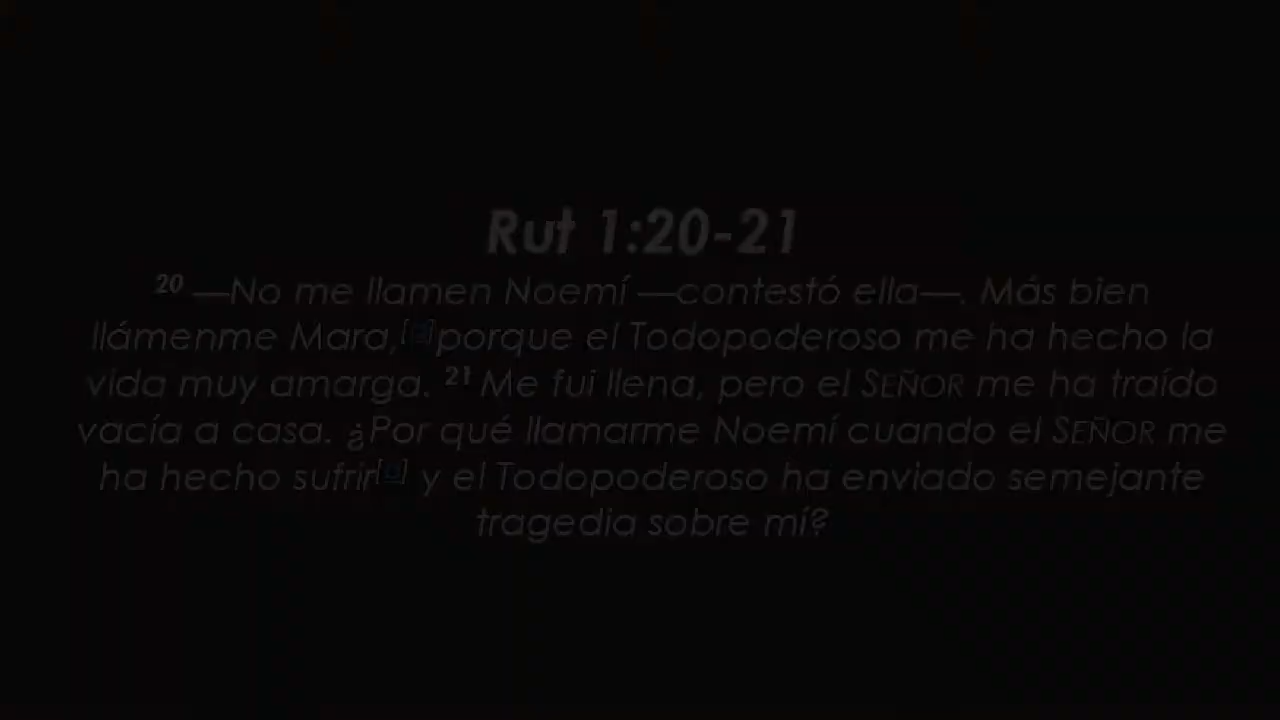 Rut 1:20-21
20 —No me llamen Noemí —contestó ella—. Más bien
llámenme Mara,[a]porque el Todopoderoso me ha hecho la
vida muy amarga. 21 Me fui llena, pero el SEÑOR me ha traído
vacía a casa. ¿Por qué llamarme Noemí cuando el SEÑOR me
ha hecho sufrir[b] y el Todopoderoso ha enviado semejante
tragedia sobre mí?